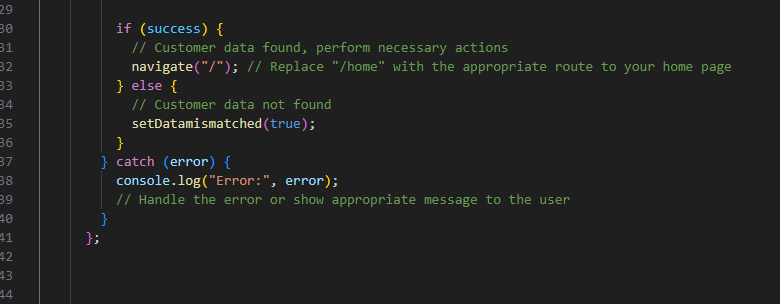 29
30 if (success) {
31 // Customer data found, perform necessary actions
32 navigate("/"); // Replace "/home" with the appropriate route to your home page
33 } else {
34 // Customer data not found
35 setDatamismatched(true);
36 }
37 } catch (error) {
38 console.log("Error:", error);
39 // Handle the error or show appropriate message to the user
40 }
41 };
42
43
44